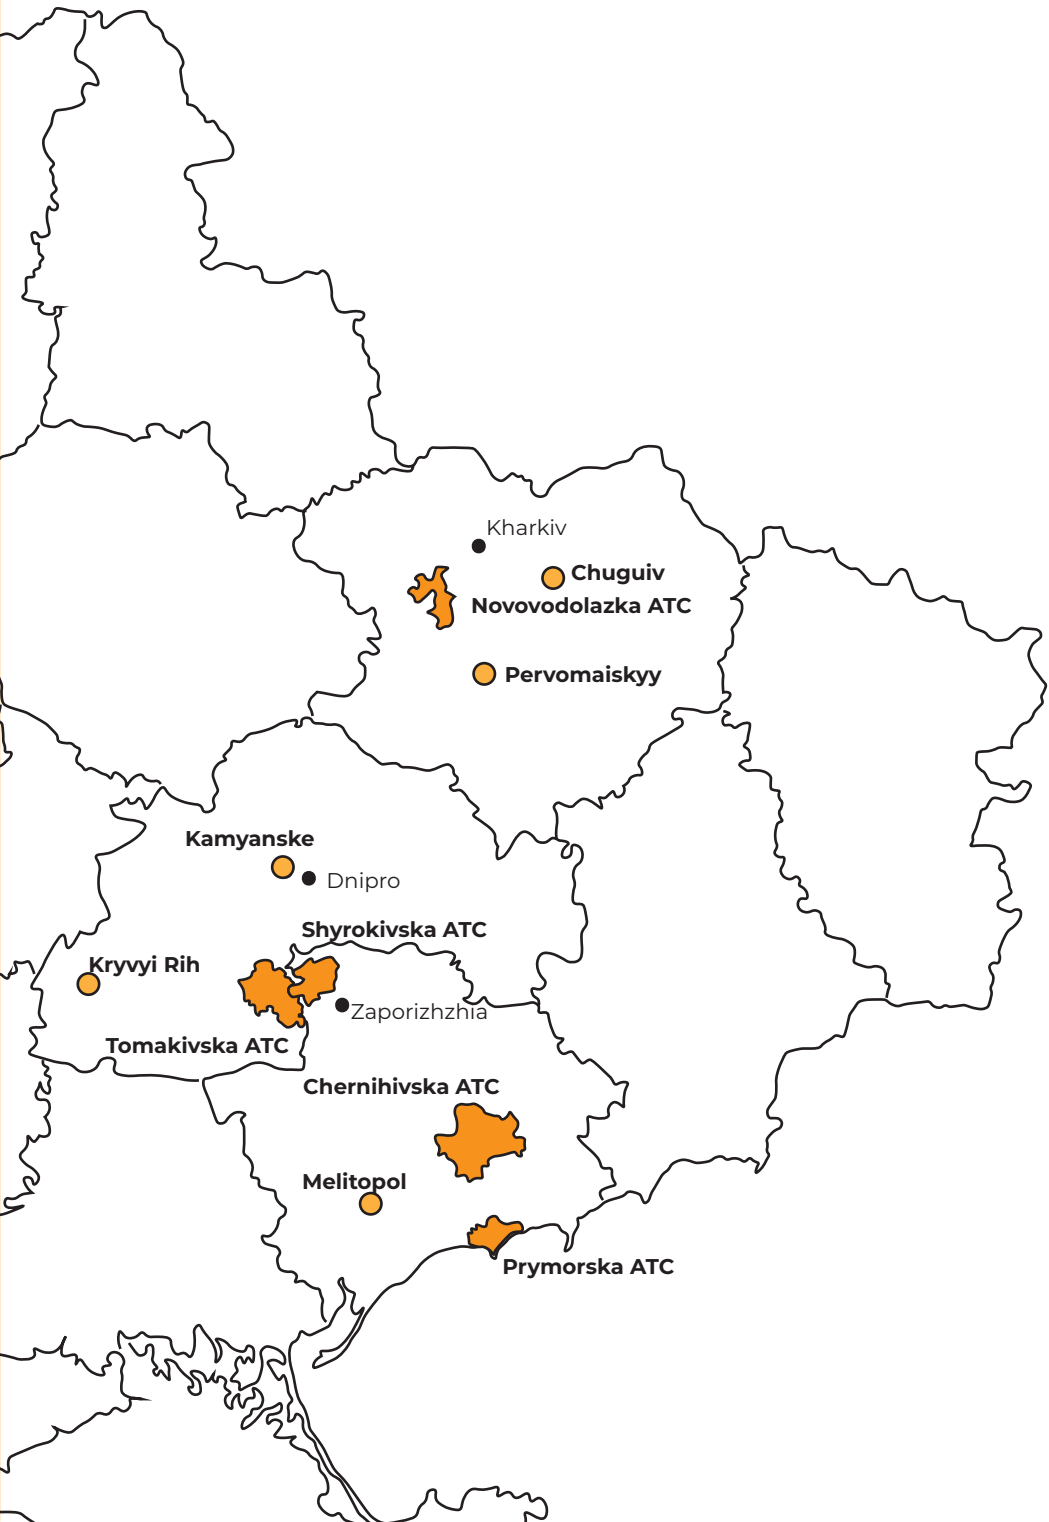 Kharkiv
Chuguiv
Novovodolazka ATC
Pervomaiskyy
Kamyanske
Dnipro
Shyrokivska ATC
Kryvyi Rih
Zaporizhzhia
Tomakivska ATC
Chernihivska ATC
Melitopol
Prymorska ATC